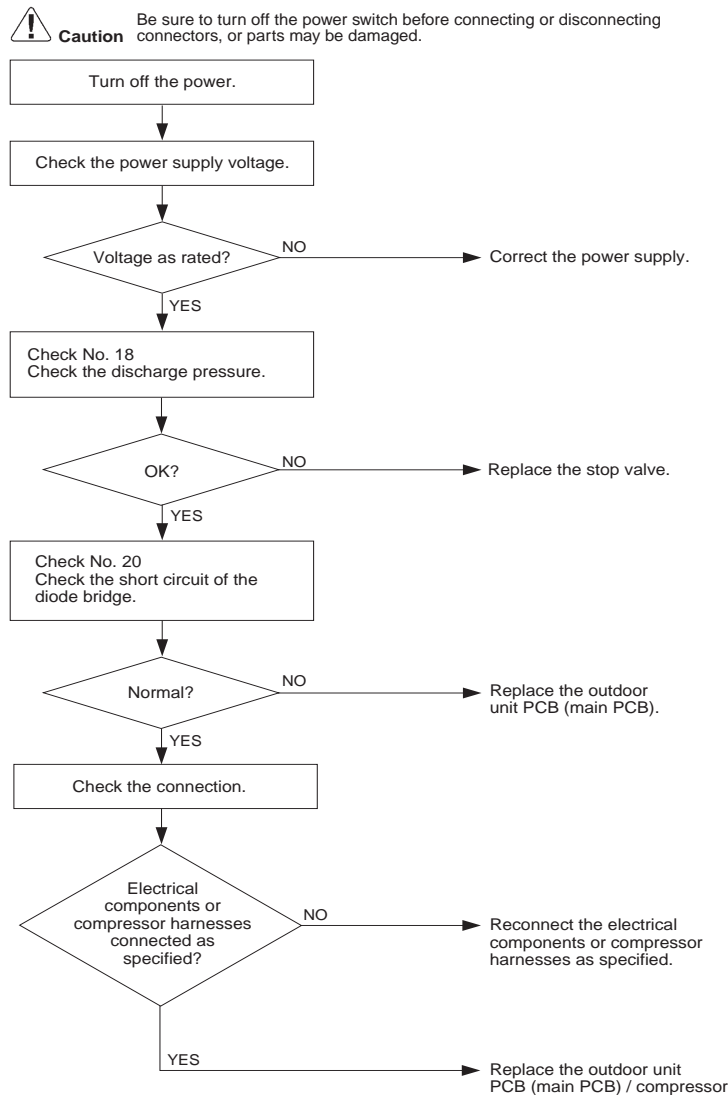 Caution
Be sure to turn off the power switch before connecting or disconnecting
connectors, or parts may be damaged.
Turn off the power.
Check the power supply voltage.
Voltage as rated?
NO
Correct the power supply.
YES
Check No. 18
Check the discharge pressure.
OK?
NO
Replace the stop valve.
YES
Check No. 20
Check the short circuit of the
diode bridge.
Normal?
NO
Replace the outdoor
unit PCB (main PCB).
YES
Check the connection.
Electrical
components or
compressor harnesses
connected as
specified?
NO
Reconnect the electrical
components or compressor
harnesses as specified.
YES
Replace the outdoor unit
PCB (main PCB) / compressor